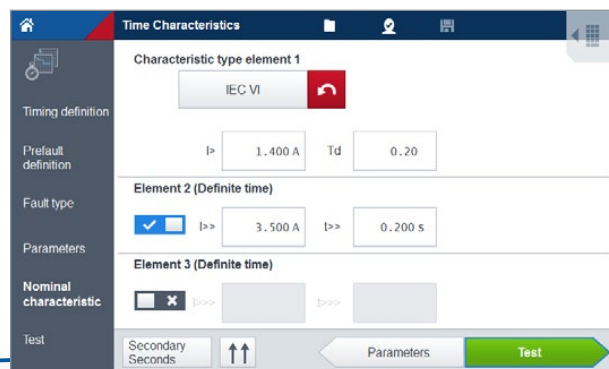 Time Characteristics
Characteristic type element 1
IEC VI
Timing definition
Prefault
definition
I> 1.400 A Td 0.20
Fault type
Element 2 (Definite time)
I>> 3.500 A t>> 0.200 s
Parameters
Element 3 (Definite time)
Nominal
characteristic
I>>> t>>>
Test
Secondary
Seconds
Parameters
Test